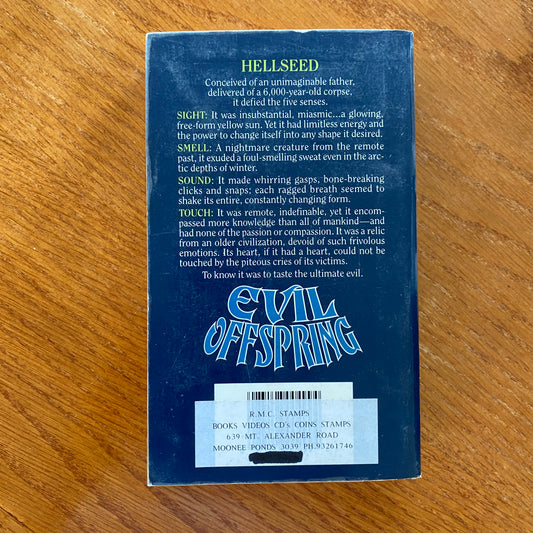 HELLSEED
Conceived of an unimaginable father,
delivered of a 6,000-year-old corpse,
it defied the five senses.
SIGHT: It was insubstantial, miasmic...a glowing,
free-form yellow sun. Yet it had limitless energy and
the power to change itself into any shape it desired.
SMELL: A nightmare creature from the remote
past, it exuded a foul-smelling sweat even in the arc-
tic depths of winter.
SOUND: It made whirring gasps, bone-breaking
clicks and snaps; each ragged breath seemed to
shake its entire, constantly changing form.
TOUCH: It was remote, indefinable, yet it encom-
passed more knowledge than all of mankind—and
had none of the passion or compassion. It was a relic
from an older civilization, devoid of such frivolous
emotions. Its heart, if it had a heart, could not be
touched by the piteous cries of its victims.
To know it was to taste the ultimate evil.
EVIL
OFFSPRING
R.M.C. STAMPS
BOOKS VIDEOS CD's COINS STAMPS
639 MT. ALEXANDER ROAD
MOONEE PONDS 3039 PH.93261746